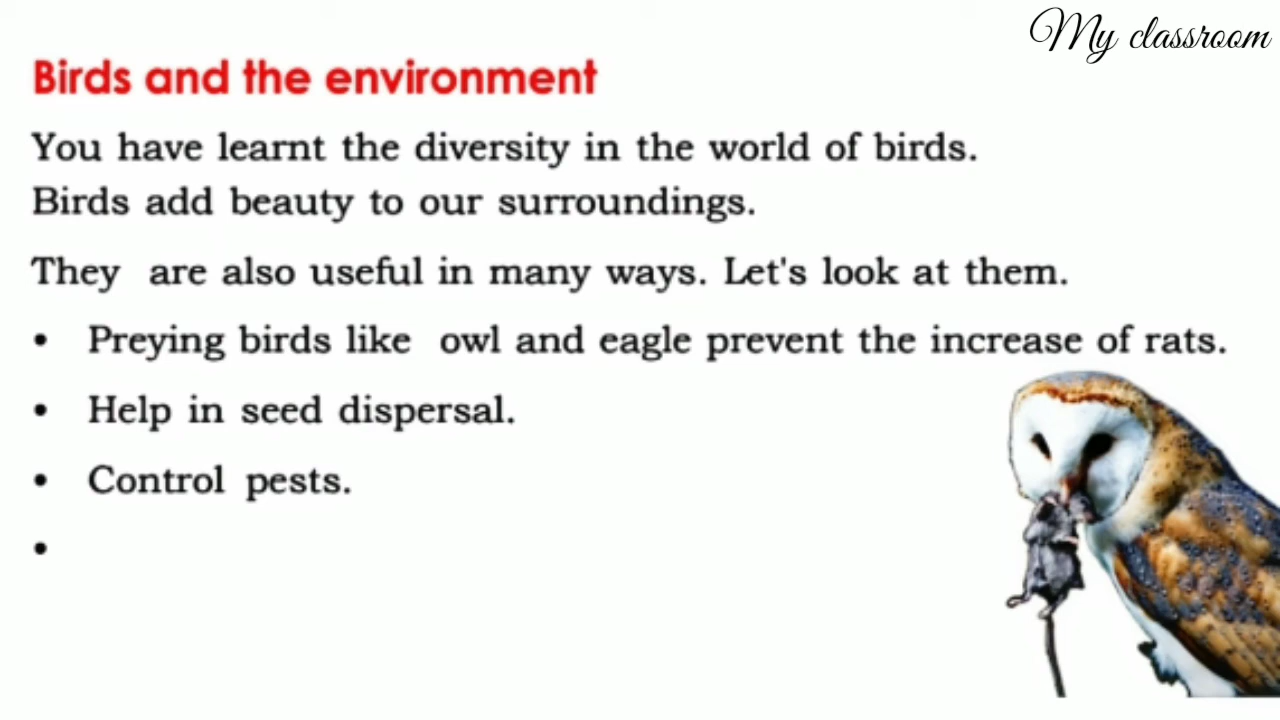 My classroom
Birds and the environment
You have learnt the diversity in the world of birds.
Birds add beauty to our surroundings.
They are also useful in many ways. Let's look at them.
• Preying birds like owl and eagle prevent the increase of rats.
• Help in seed dispersal.
• Control pests.
•